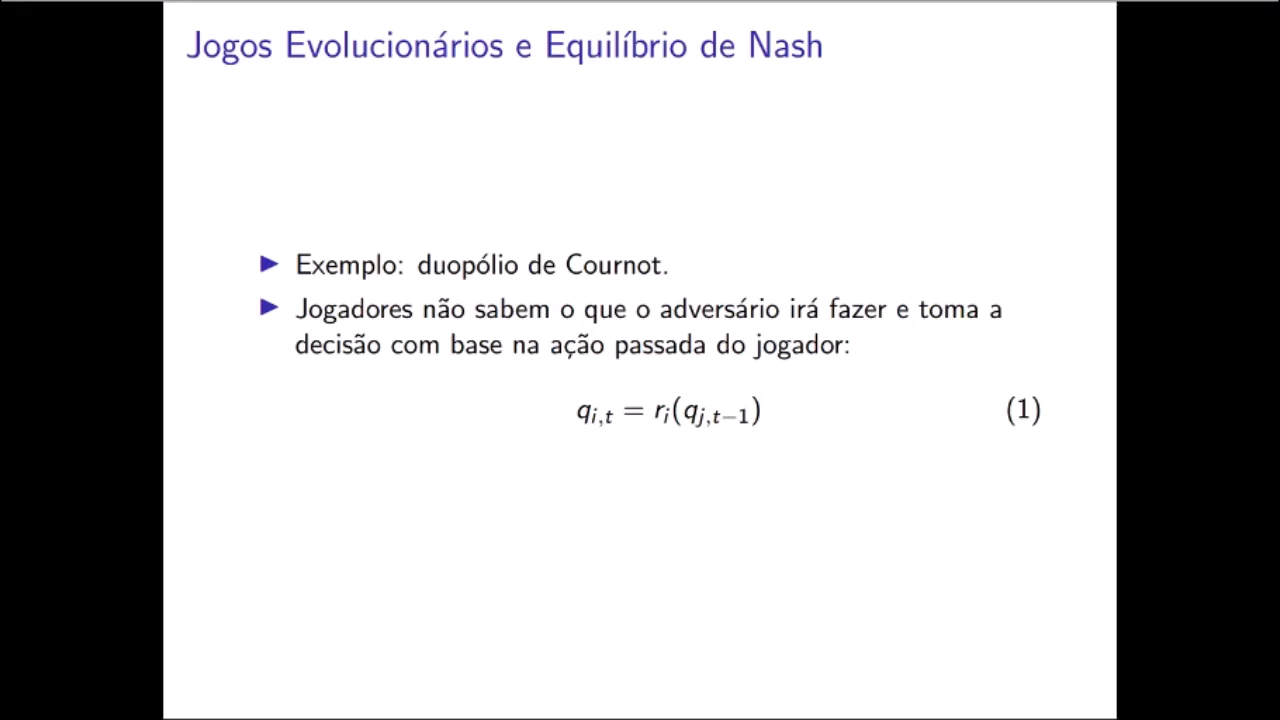 Jogos Evolucionários e Equilíbrio de Nash
▶ Exemplo: duopólio de Cournot.
▶ Jogadores não sabem o que o adversário irá fazer e toma a
decisão com base na ação passada do jogador:
q_{i,t} = r_i(q_{j,t−1}) (1)